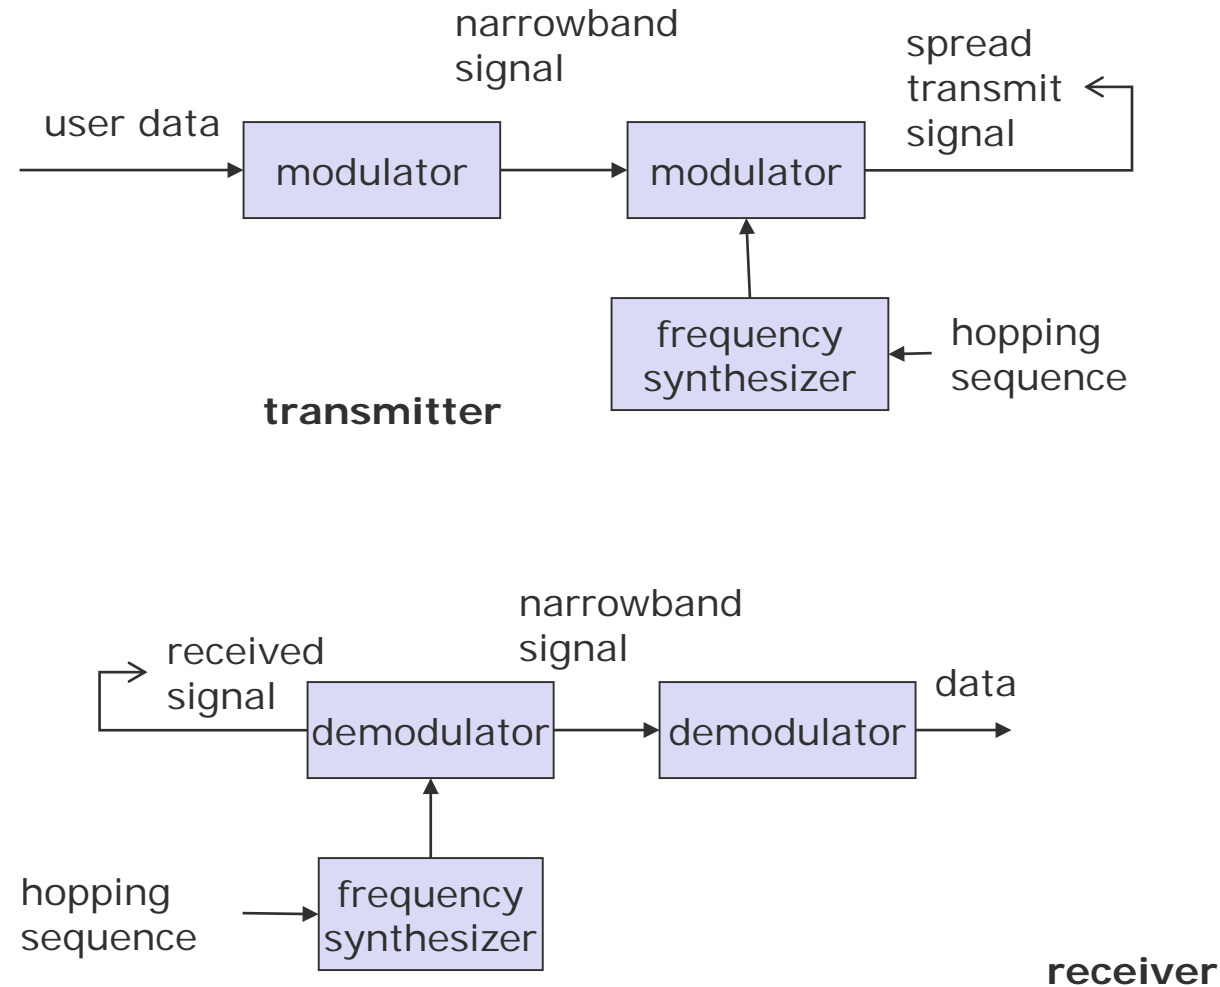 narrowband
signal
spread
transmit
signal
user data
modulator
modulator
frequency
synthesizer
hopping
sequence
transmitter
narrowband
signal
received
signal
data
demodulator
demodulator
hopping
sequence
frequency
synthesizer
receiver